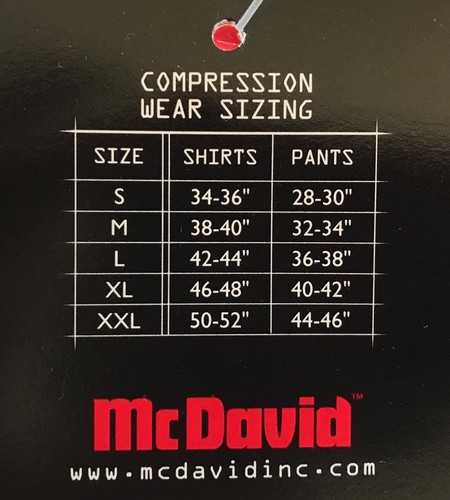 COMPRESSION
WEAR SIZING
SIZE SHIRTS PANTS
S 34-36" 28-30"
M 38-40" 32-34"
L 42-44" 36-38"
XL 46-48" 40-42"
XXL 50-52" 44-46"
McDavid™
www.mcdavidinc.com